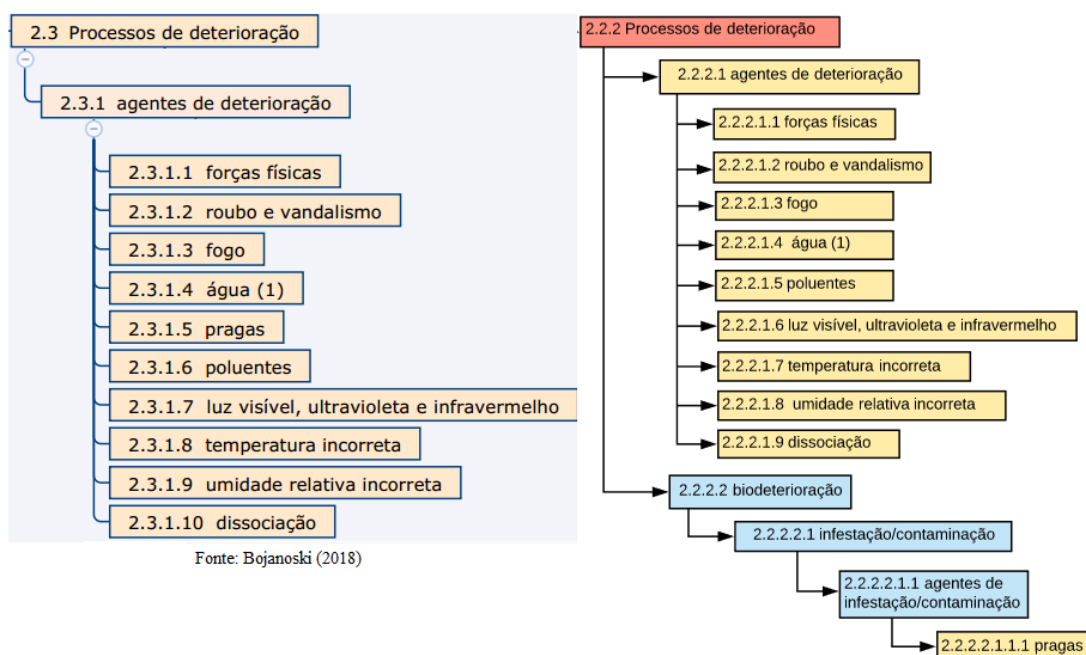 2.3 Processos de deterioração
2.3.1 agentes de deterioração
2.3.1.1 forças físicas
2.3.1.2 roubo e vandalismo
2.3.1.3 fogo
2.3.1.4 água (1)
2.3.1.5 pragas
2.3.1.6 poluentes
2.3.1.7 luz visível, ultravioleta e infravermelho
2.3.1.8 temperatura incorreta
2.3.1.9 umidade relativa incorreta
2.3.1.10 dissociação
Fonte: Bojanoski (2018)
2.2.2 Processos de deterioração
2.2.2.1 agentes de deterioração
2.2.2.1.1 forças físicas
2.2.2.1.2 roubo e vandalismo
2.2.2.1.3 fogo
2.2.2.1.4 água (1)
2.2.2.1.5 poluentes
2.2.2.1.6 luz visível, ultravioleta e infravermelho
2.2.2.1.7 temperatura incorreta
2.2.2.1.8 umidade relativa incorreta
2.2.2.1.9 dissociação
2.2.2.2 biodeterioração
2.2.2.2.1 infestação/contaminação
2.2.2.2.1.1 agentes de
infestação/contaminação
2.2.2.2.1.1.1 pragas